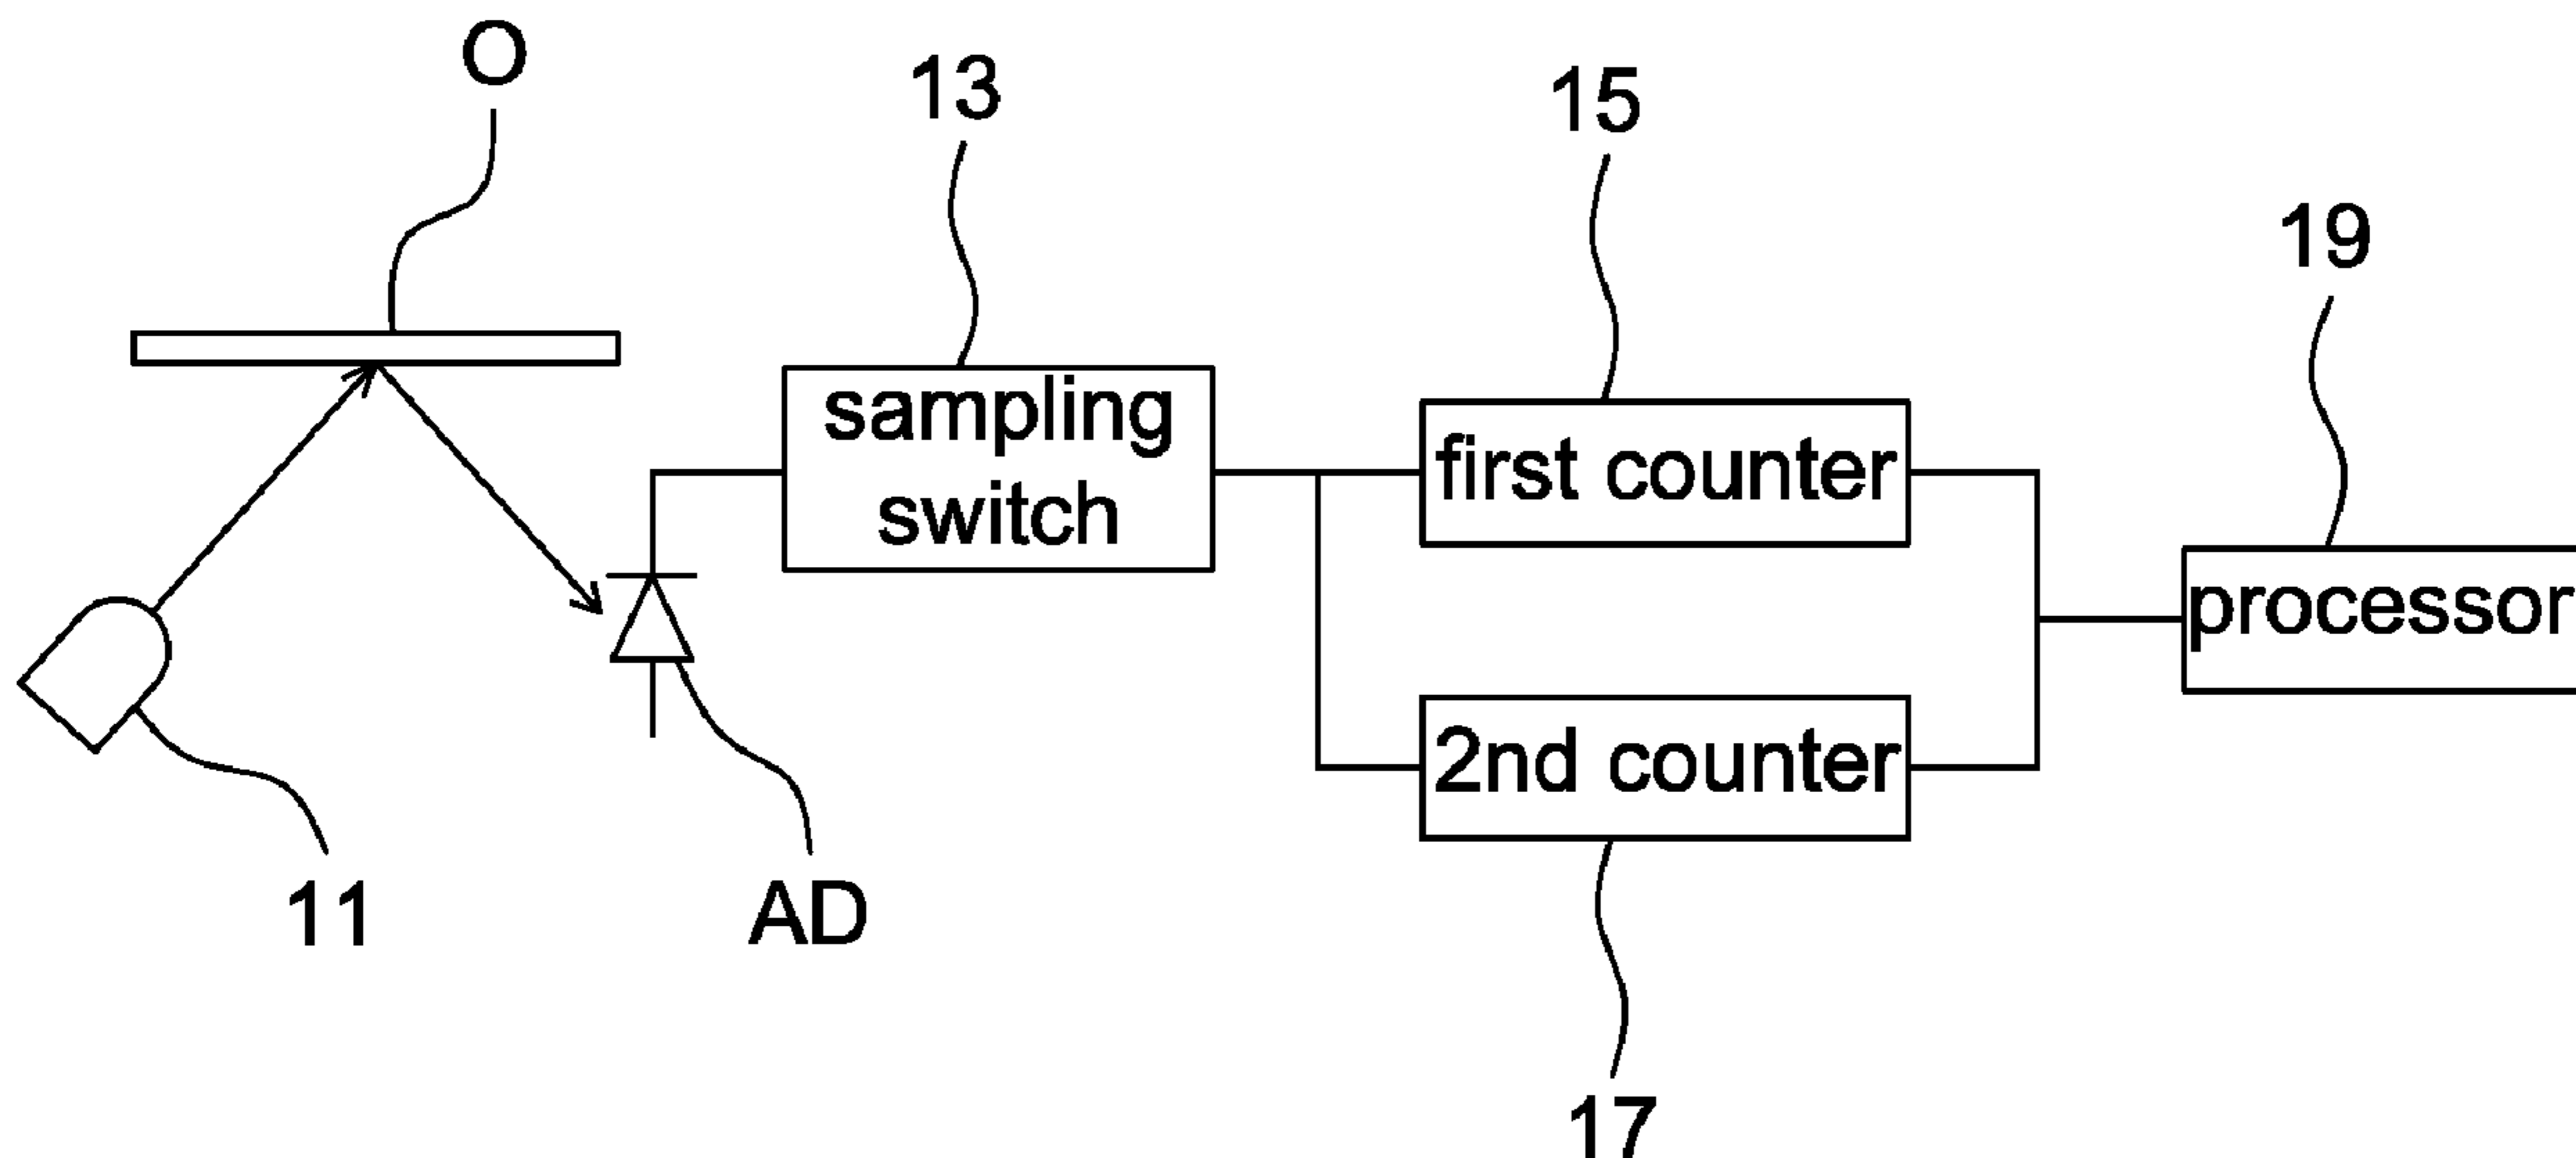 O
13
15
19
sampling
switch
first counter
processor
2nd counter
11
AD
17